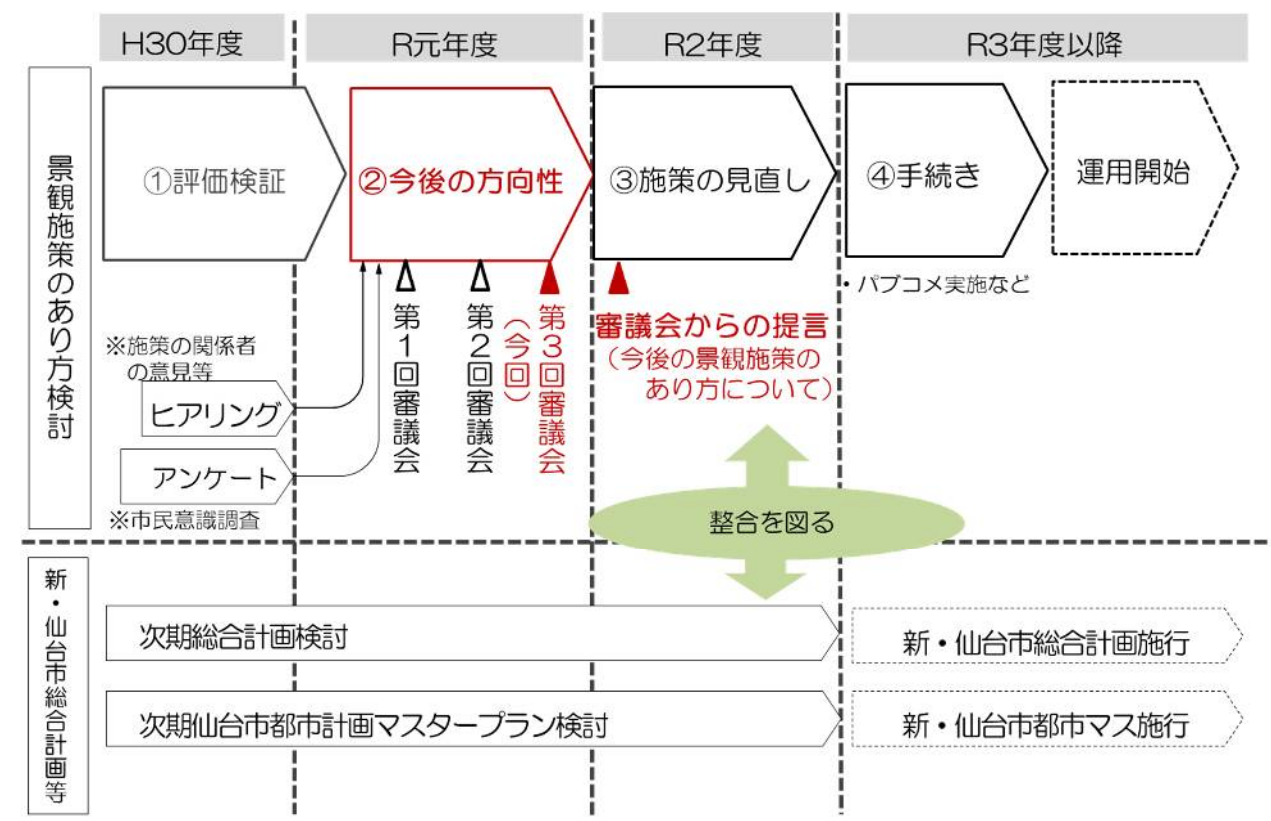 H30年度
R元年度
R2年度
R3年度以降
景観施策のあり方検討
①評価検証
②今後の方向性
③施策の見直し
④手続き
運用開始
・パブコメ実施など
※施策の関係者
の意見等
ヒアリング
アンケート
※市民意識調査
第1回審議会
第2回審議会
第3回審議会
（今回）
審議会からの提言
（今後の景観施策の
あり方について）
整合を図る
新・仙台市総合計画等
次期総合計画検討
新・仙台市総合計画施行
次期仙台市都市計画マスタープラン検討
新・仙台市都市マス施行